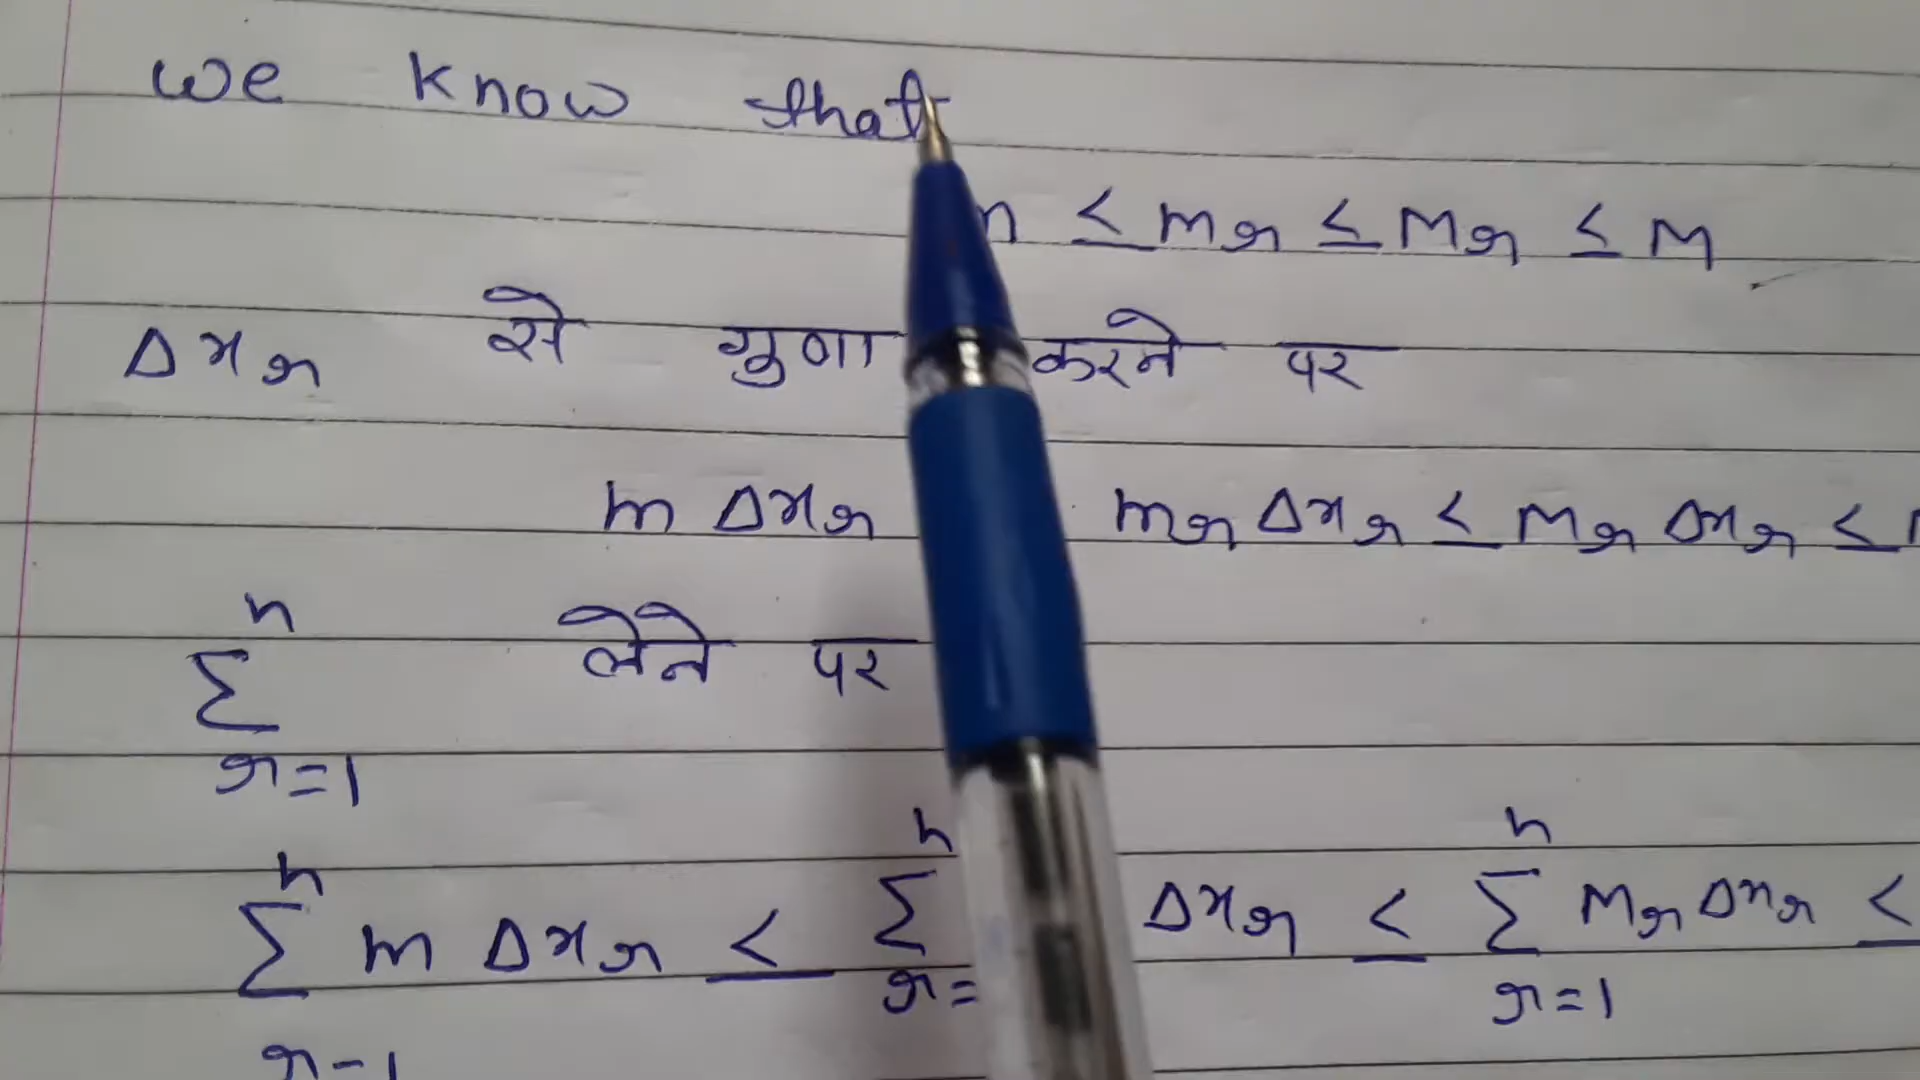 we know that
≤ mr ≤ Mr ≤ M
Δxr से गुणा करने पर
m Δxr mr Δxr ≤ Mr Δxr ≤
n
Σ लेने पर
r=1
n n n
Σ m Δxr ≤ Σ Δxr ≤ Σ Mr Δxr ≤
r=1 r= r=1